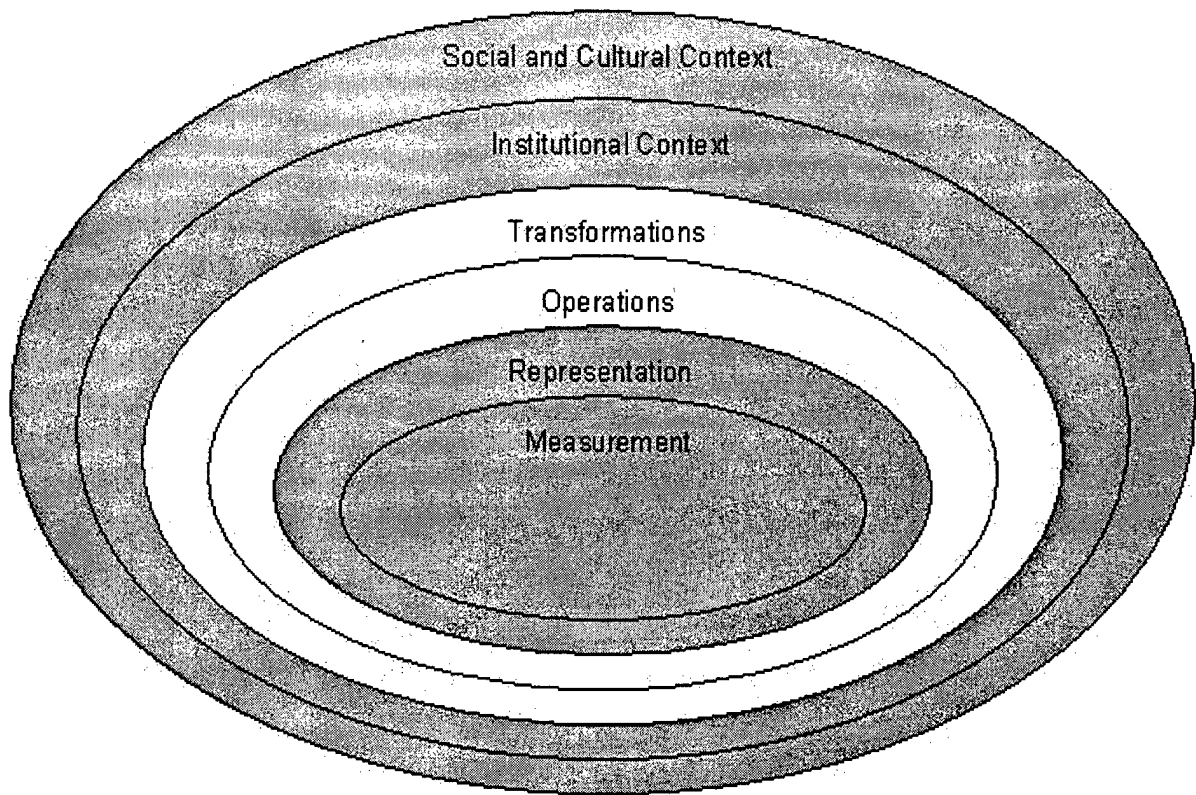 Social and Cultural Context
Institutional Context
Transformations
Operations
Representation
Measurement